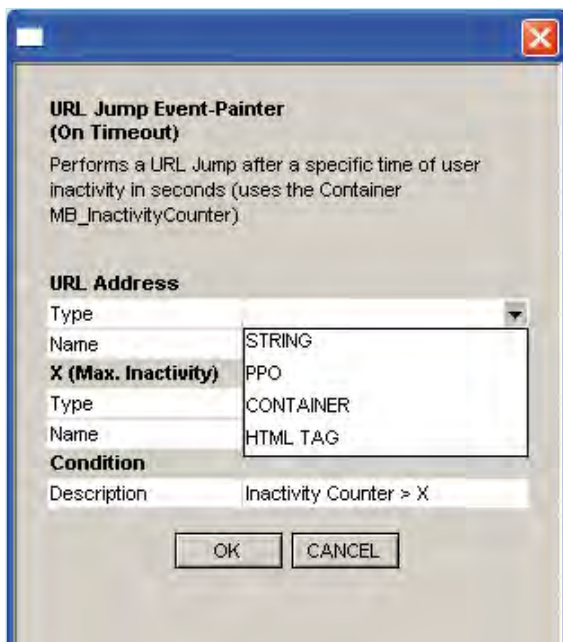 URL Jump Event-Painter
(On Timeout)
Performs a URL Jump after a specific time of user
inactivity in seconds (uses the Container
MB_InactivityCounter)
URL Address
Type
Name
STRING
X (Max. Inactivity)
PPO
Type
CONTAINER
Name
HTML TAG
Condition
Description Inactivity Counter > X
OK CANCEL